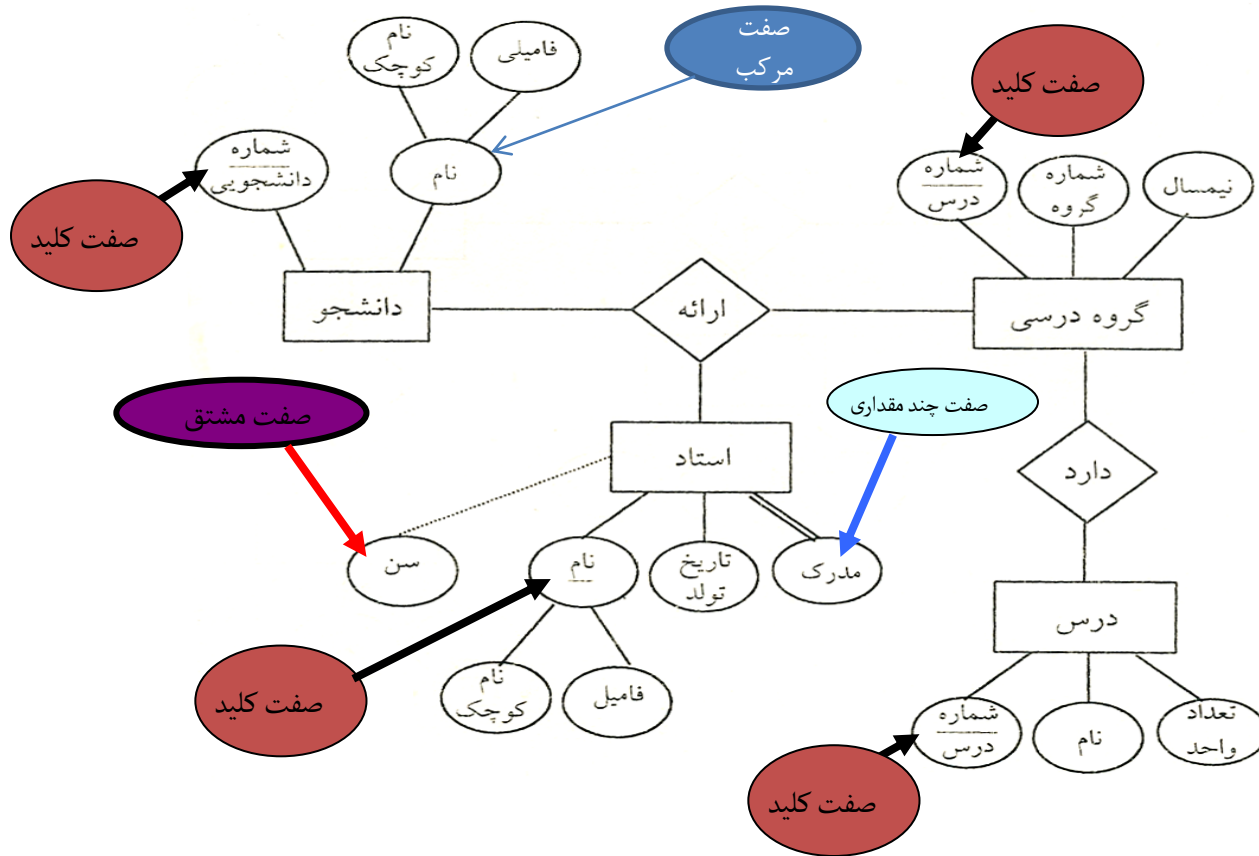 صفت
مرکب
نام
کوچک
فامیلی
صفت کلید
شماره
دانشجویی
نام
شماره
درس
شماره
گروه
نیمسال
صفت کلید
دانشجو
ارائه
گروه درسی
صفت مشتق
صفت چند مقداری
استاد
دارد
سن
نام
تاریخ
تولد
مدرک
درس
صفت کلید
نام
کوچک
فامیل
شماره
درس
نام
تعداد
واحد
صفت کلید